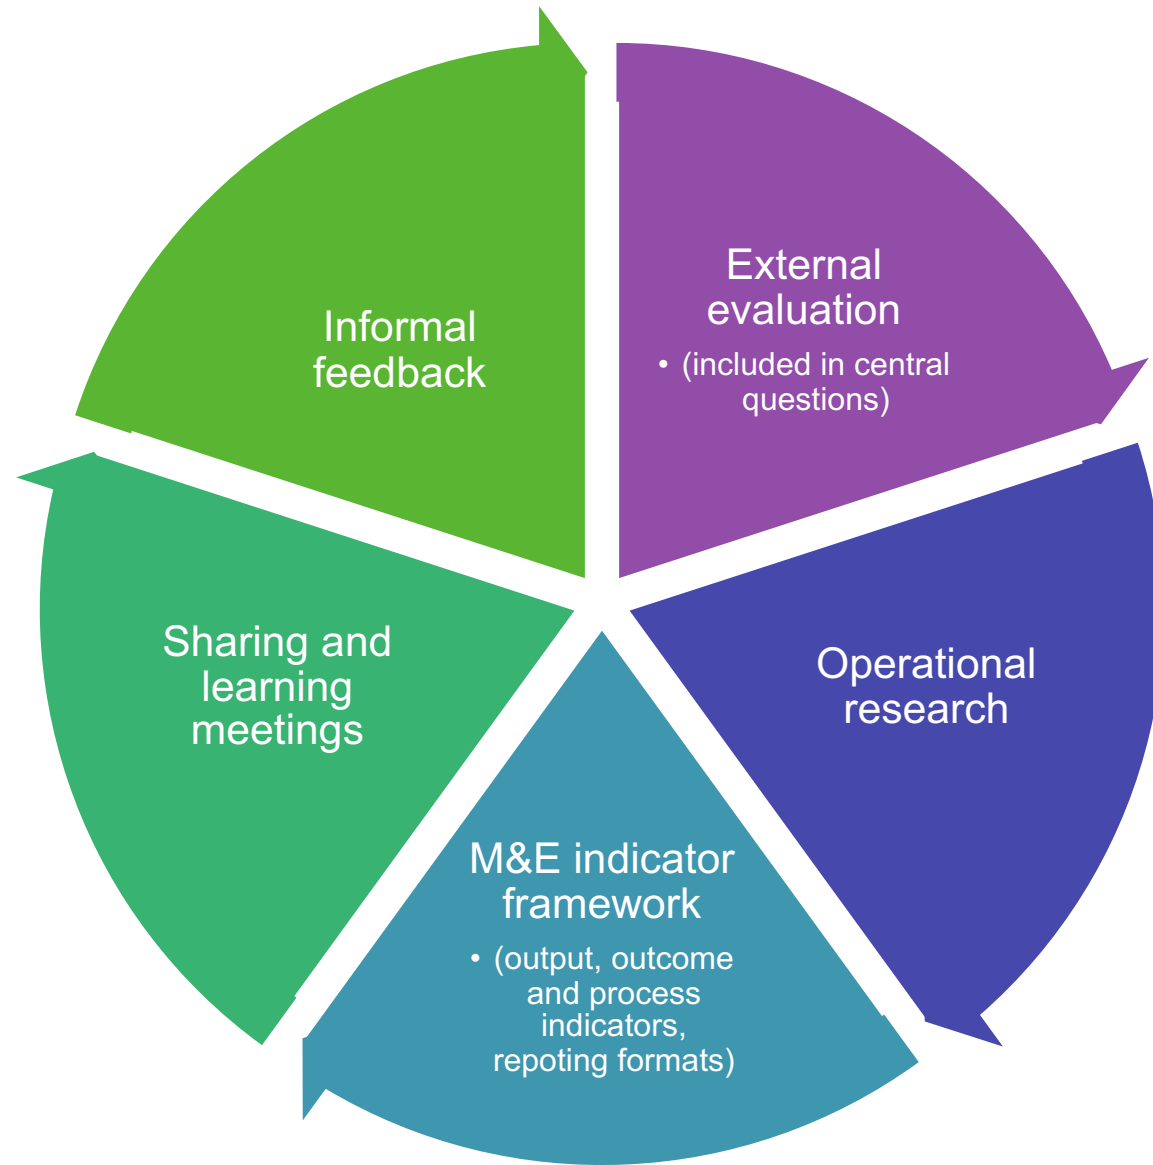 External
evaluation
• (included in central
questions)
Operational
research
M&E indicator
framework
• (output, outcome
and process
indicators,
repoting formats)
Sharing and
learning
meetings
Informal
feedback